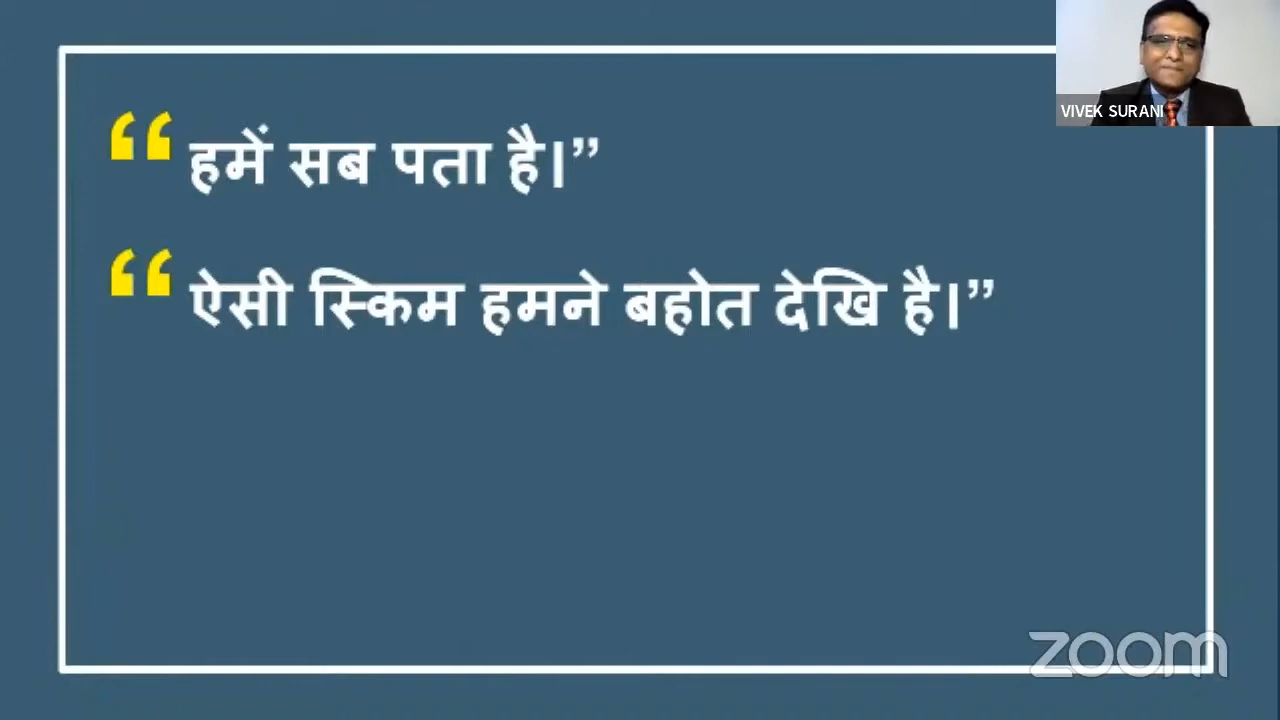 VIVEK SURANI
“ हमें सब पता है।”
“ ऐसी स्किम हमने बहोत देखि है।”
zoom